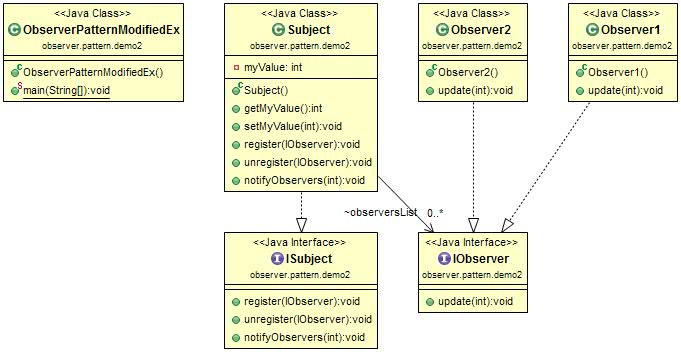 <<Java Class>>
ObserverPatternModifiedEx
observer.pattern.demo2
ObserverPatternModifiedEx()
main(String[]):void
<<Java Class>>
Subject
observer.pattern.demo2
myValue: int
Subject()
getMyValue():int
setMyValue(int):void
register(IObserver):void
unregister(IObserver):void
notifyObservers(int):void
<<Java Class>>
Observer2
observer.pattern.demo2
Observer2()
update(int):void
<<Java Class>>
Observer1
observer.pattern.demo2
Observer1()
update(int):void
~observersList
0..*
<<Java Interface>>
ISubject
observer.pattern.demo2
register(IObserver):void
unregister(IObserver):void
notifyObservers(int):void
<<Java Interface>>
IObserver
observer.pattern.demo2
update(int):void